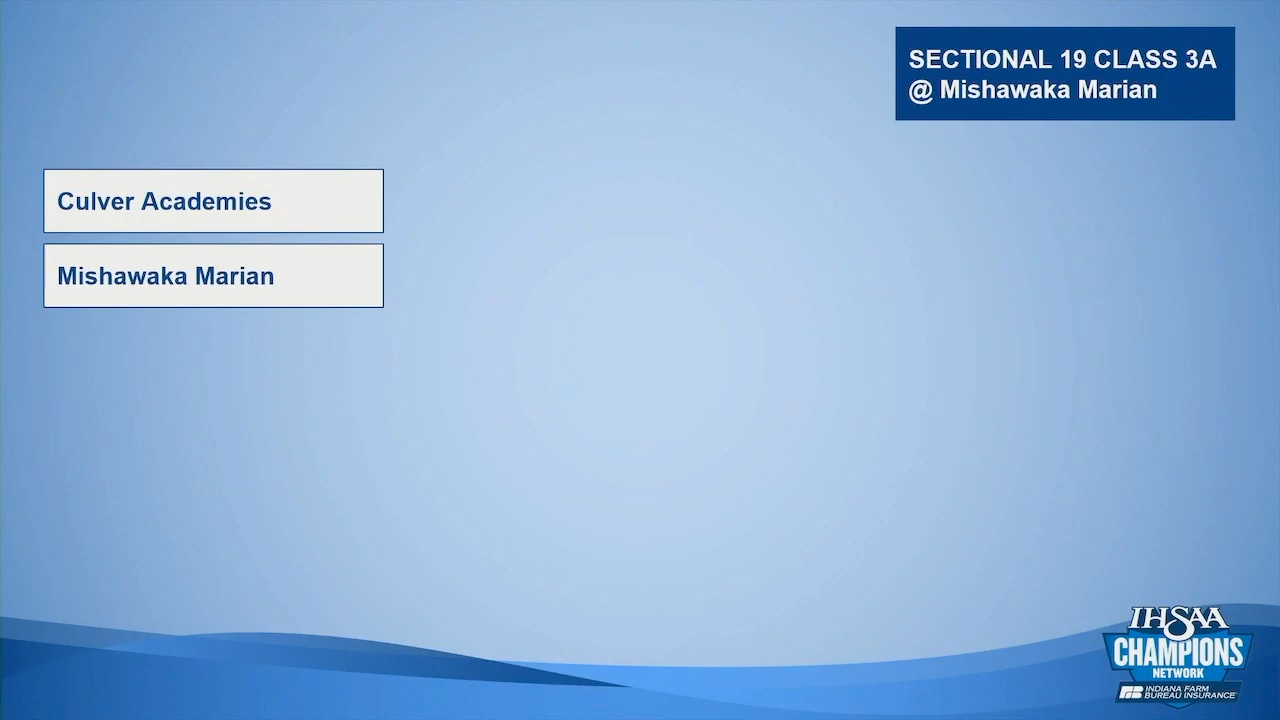 SECTIONAL 19 CLASS 3A
@ Mishawaka Marian
Culver Academies
Mishawaka Marian
IHSAA
CHAMPIONS
NETWORK
INDIANA FARM
BUREAU INSURANCE